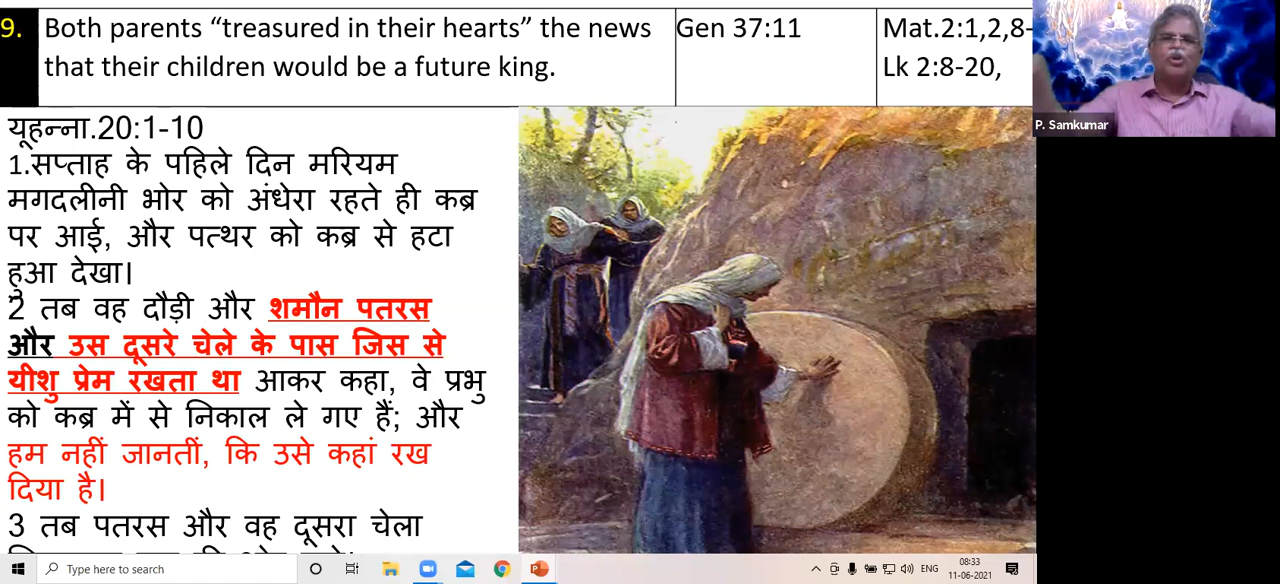 9. Both parents “treasured in their hearts” the news Gen 37:11 Mat.2:1,2,8-
that their children would be a future king. Lk 2:8-20,
P. Samkumar
यूहन्ना.20:1-10
1.सप्ताह के पहिले दिन मरियम
मगदलीनी भोर को अंधेरा रहते ही कब्र
पर आई, और पत्थर को कब्र से हटा
हुआ देखा।
2 तब वह दौड़ी और शमौन पतरस
और उस दूसरे चेले के पास जिस से
यीशु प्रेम रखता था आकर कहा, वे प्रभु
को कब्र में से निकाल ले गए हैं; और
हम नहीं जानतीं, कि उसे कहां रख
दिया है।
3 तब पतरस और वह दूसरा चेला
Type here to search
ENG
08:33
11-06-2021